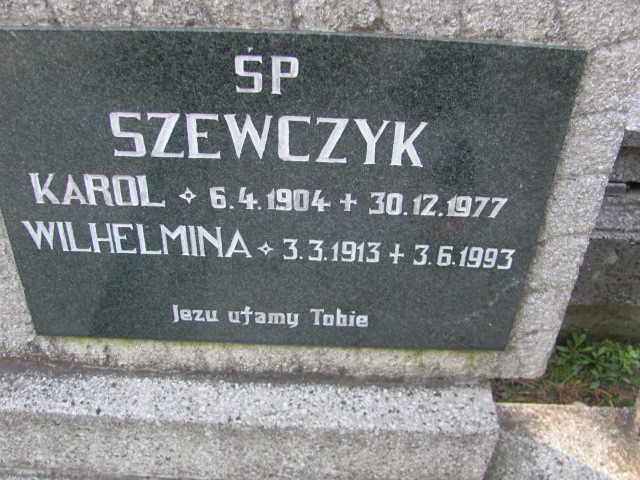 ŚP
SZEWCZYK
KAROL ✧ 6.4.1904 + 30.12.1977
WILHELMINA ✧ 3.3.1913 + 3.6.1993
Jezu ufamy Tobie